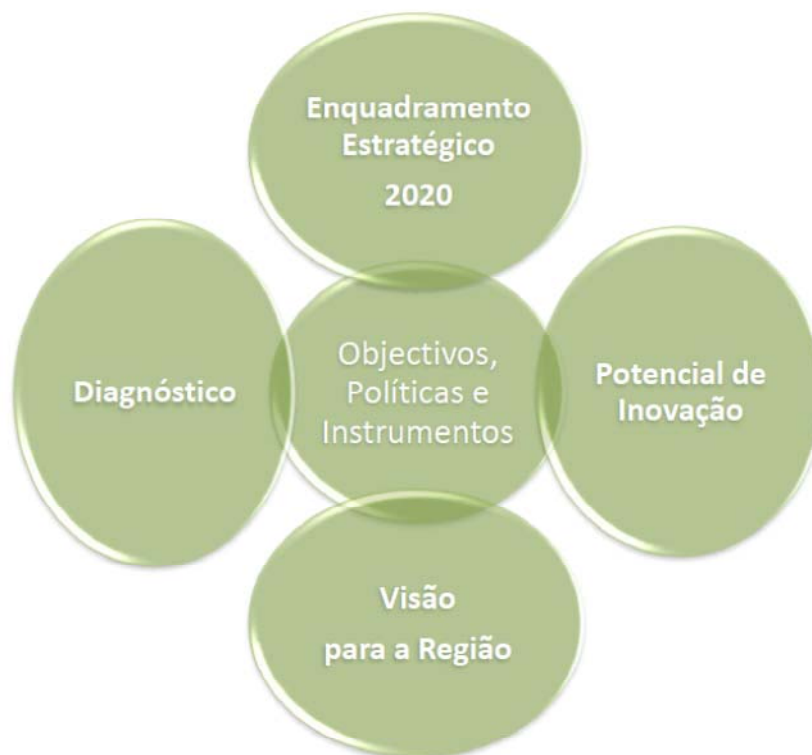 Enquadramento
Estratégico
2020
Diagnóstico
Objectivos,
Políticas e
Instrumentos
Potencial de
Inovação
Visão
para a Região